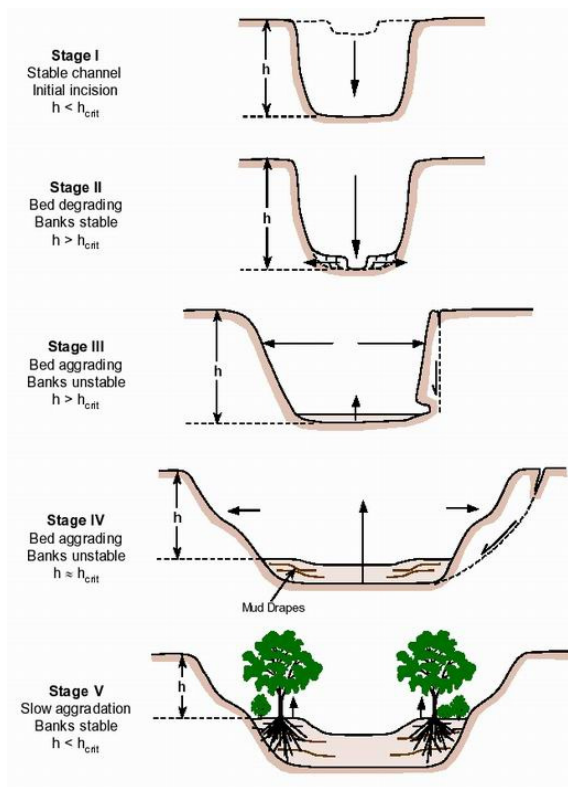 Stage I
Stable channel
Initial incision
h < hcrit
h
Stage II
Bed degrading
Banks stable
h > hcrit
h
Stage III
Bed aggrading
Banks unstable
h > hcrit
h
Stage IV
Bed aggrading
Banks unstable
h ≈ hcrit
h
Mud Drapes
Stage V
Slow aggradation
Banks stable
h < hcrit
h